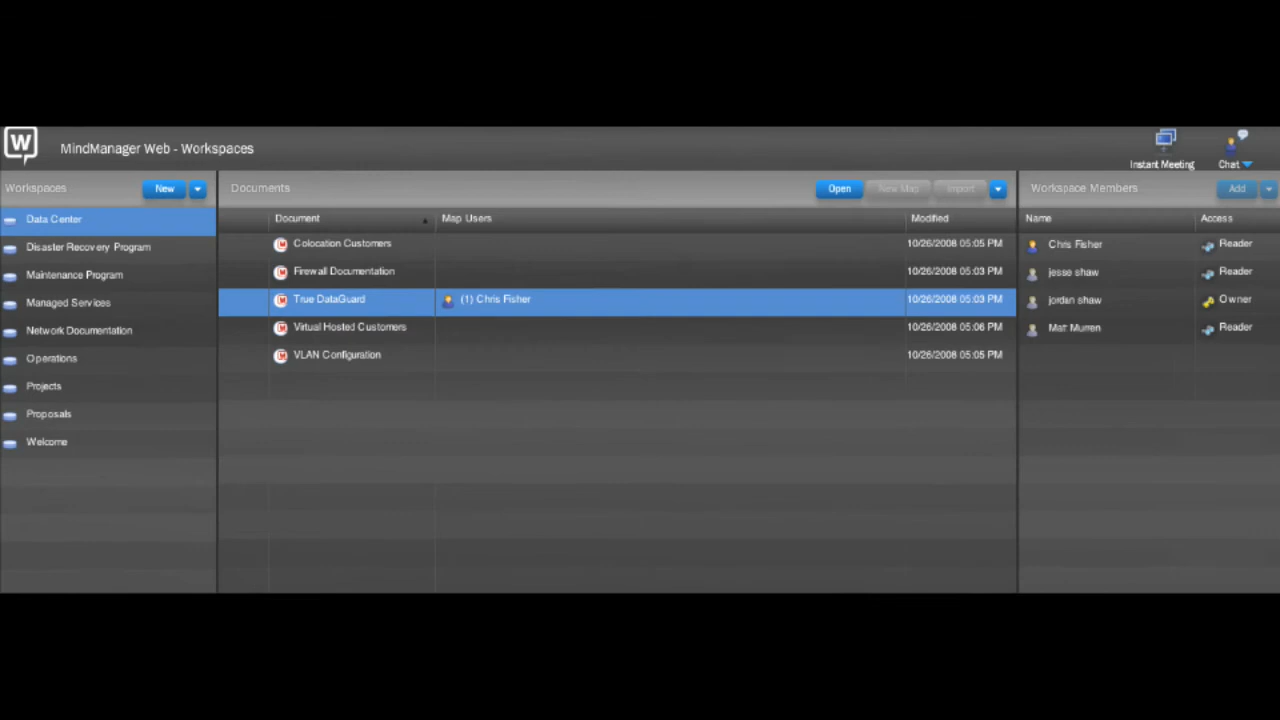 W
MindManager Web - Workspaces
Instant Meeting
Chat
Workspaces
New
Documents
Open
New Map
Import
Workspace Members
Add
Document
Map Users
Modified
Name
Access
Data Center
Disaster Recovery Program
Maintenance Program
Managed Services
Network Documentation
Operations
Projects
Proposals
Welcome
Colocation Customers 10/26/2008 05:05 PM
Firewall Documentation 10/26/2008 05:03 PM
True DataGuard (1) Chris Fisher 10/26/2008 05:03 PM
Virtual Hosted Customers 10/26/2008 05:06 PM
VLAN Configuration 10/26/2008 05:05 PM
Chris Fisher Reader
jesse shaw Reader
jordan shaw Owner
Matt Murren Reader